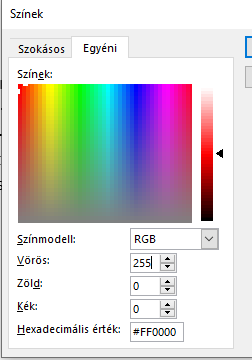 Színek
Szokásos Egyéni
Színek:
Színmodell: RGB
Vörös: 255
Zöld: 0
Kék: 0
Hexadecimális érték: #FF0000